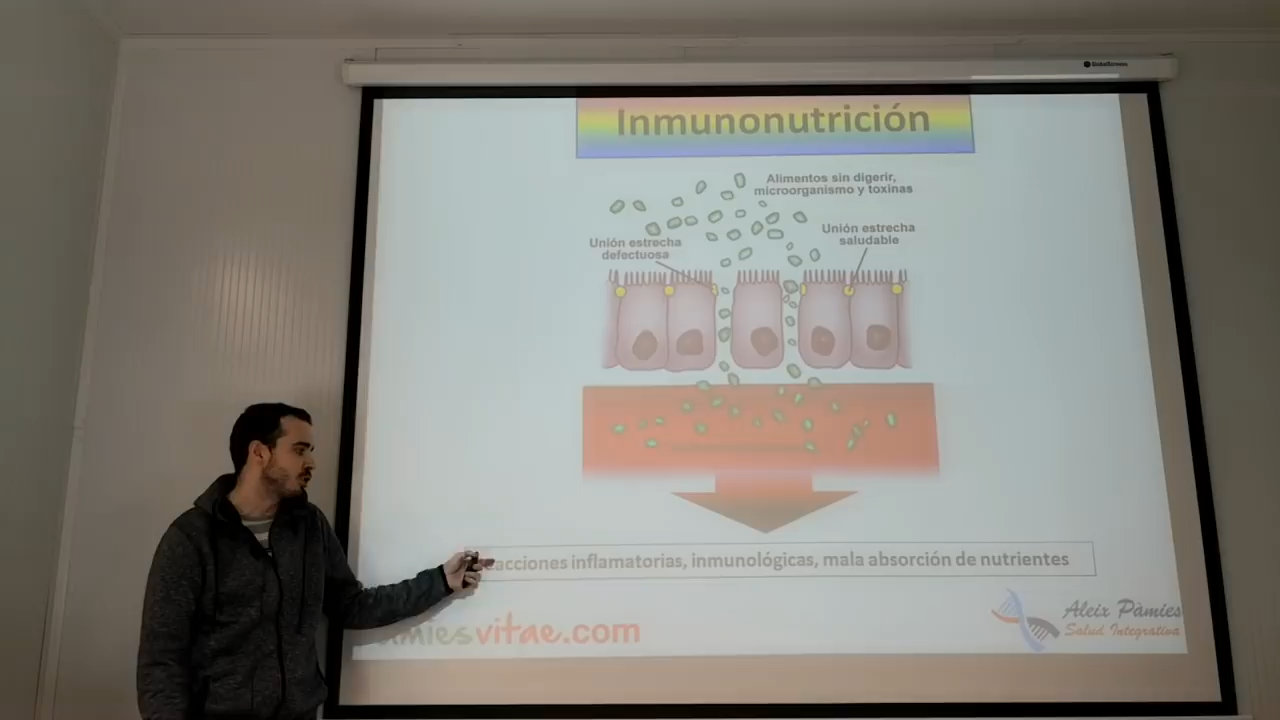 Inmunonutrición
Alimentos sin digerir,
microorganismo y toxinas
Unión estrecha
defectuosa
Unión estrecha
saludable
inflamatorias, inmunológicas, mala absorción de nutrientes
vitae.com
Aleix Pàmies
Salud Integrativa